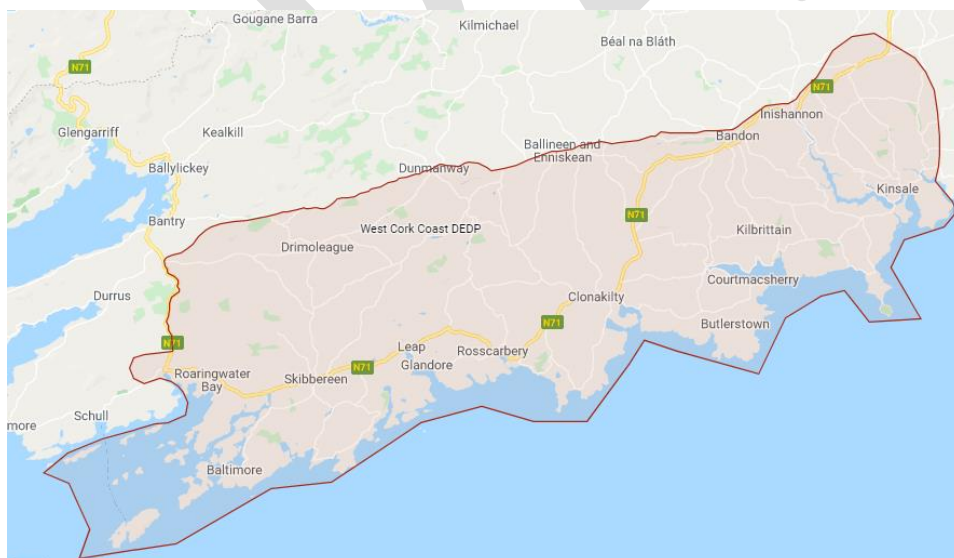 Gougane Barra
Kilmichael
Béal na Bláth
N71
N71
Inishannon
Glengarriff
Kealkill
Bandon
Ballineen and
Enniskean
Ballylickey
Dunmanway
Kinsale
Bantry
N71
West Cork Coast DEDP
Kilbrittain
Drimoleague
Courtmacsherry
Durrus
Clonakilty
N71
Butlerstown
N71
Leap
Rosscarbery
Glandore
N71
Roaringwater
Bay
Skibbereen
Schull
more
Baltimore